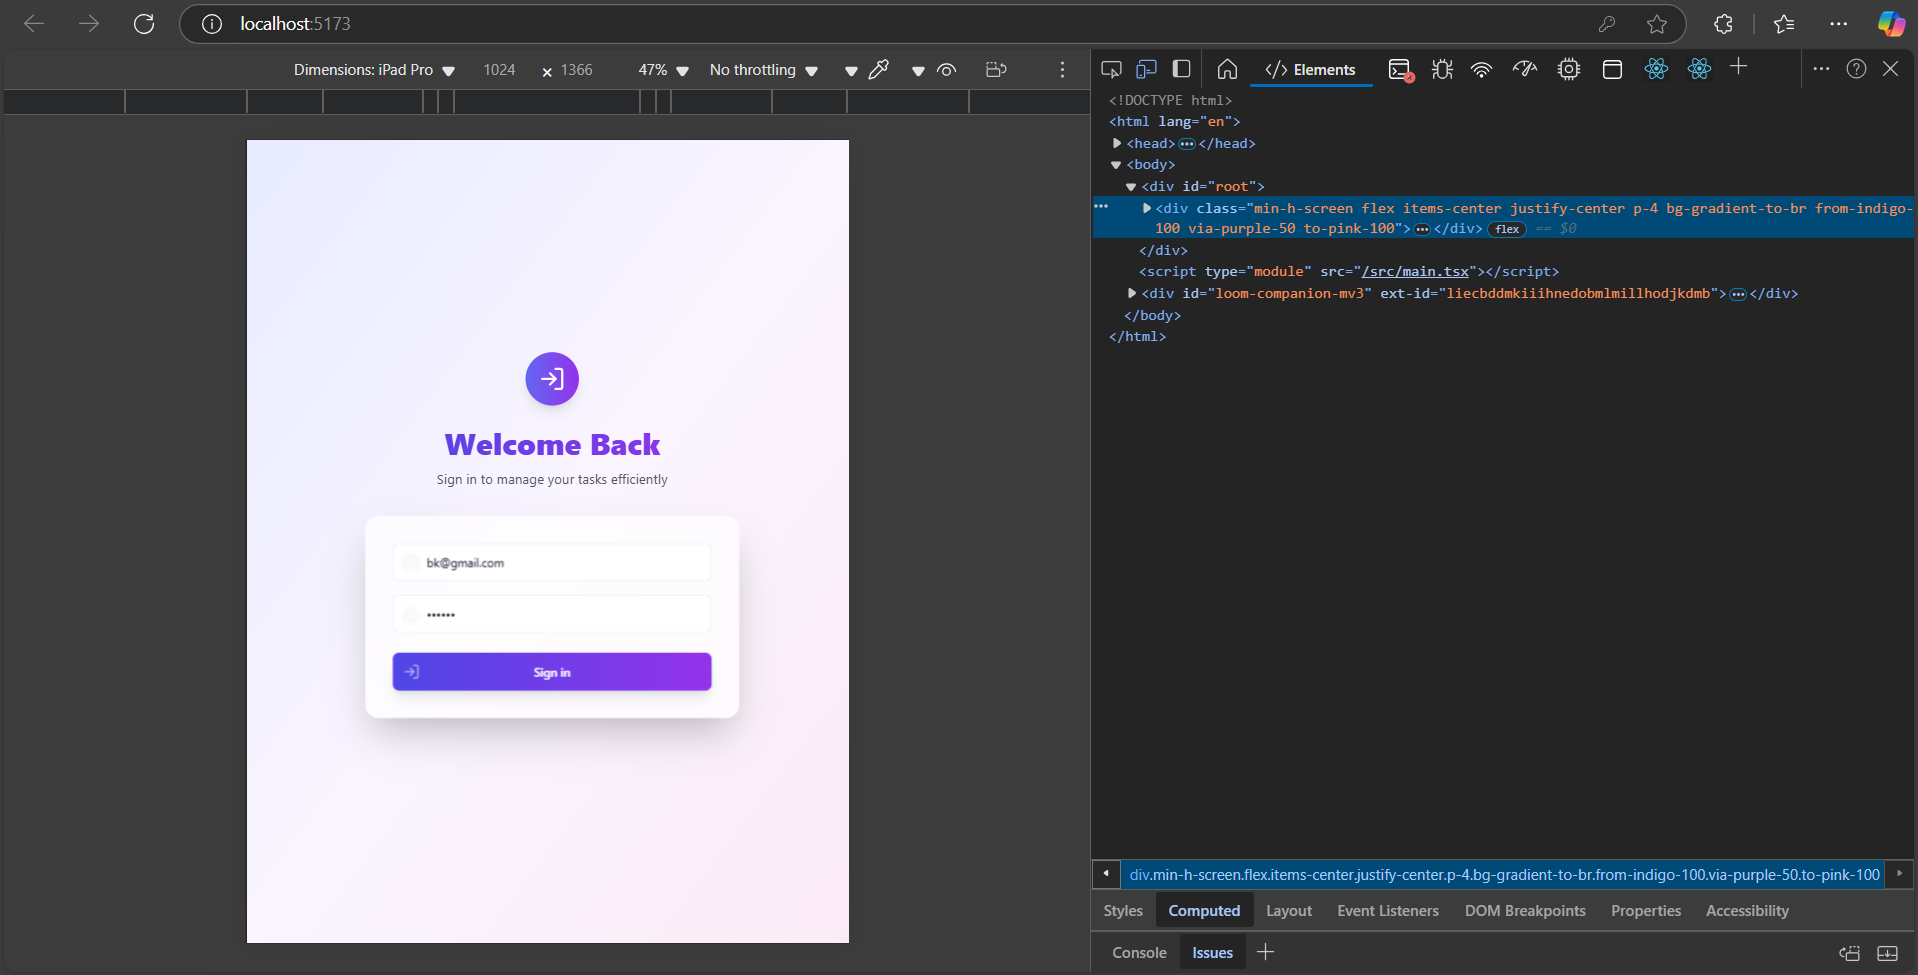 localhost:5173
Dimensions: iPad Pro 1024 × 1366 47% No throttling
Elements
<!DOCTYPE html>
<html lang="en">
<head>•••</head>
<body>
<div id="root">
<div class="min-h-screen flex items-center justify-center p-4 bg-gradient-to-br from-indigo-
100 via-purple-50 to-pink-100">•••</div> flex == $0
</div>
<script type="module" src="/src/main.tsx"></script>
<div id="loom-companion-mv3" ext-id="liecbddmkiiihnedobmlmillhodjkdmb">•••</div>
</body>
</html>
Welcome Back
Sign in to manage your tasks efficiently
bk@gmail.com
••••••
Sign in
div.min-h-screen.flex.items-center.justify-center.p-4.bg-gradient-to-br.from-indigo-100.via-purple-50.to-pink-100
Styles Computed Layout Event Listeners DOM Breakpoints Properties Accessibility
Console Issues